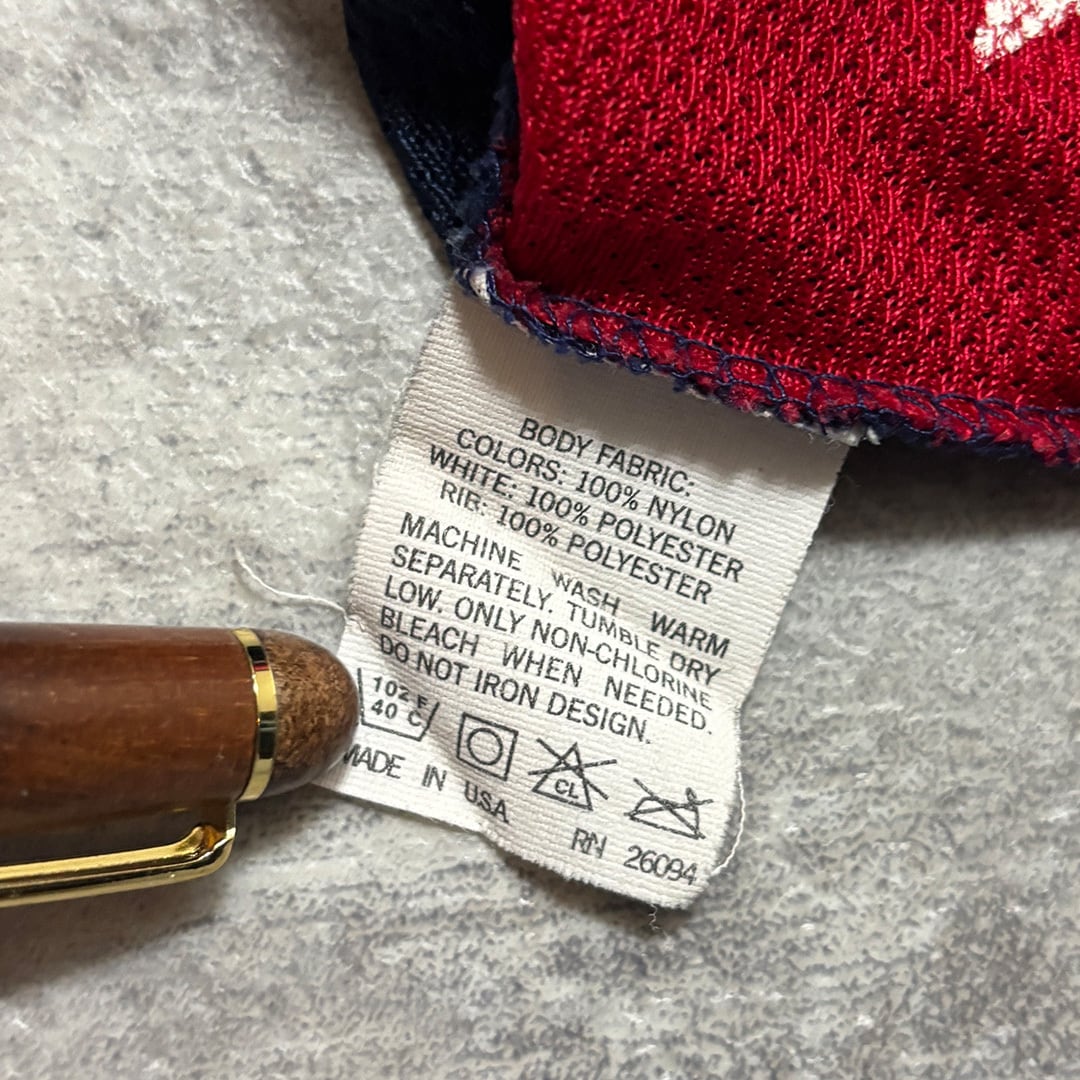 BODY FABRIC:
COLORS: 100% NYLON
WHITE: 100% POLYESTER
RIB: 100% POLYESTER
MACHINE WASH WARM
SEPARATELY. TUMBLE DRY
LOW. ONLY NON-CHLORINE
BLEACH WHEN NEEDED.
DO NOT IRON DESIGN.
102 F
40 C
CL
MADE IN USA
RN 26094